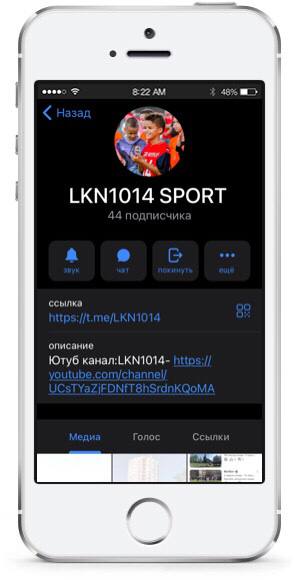 8:22 AM 48%
Назад
LKN1014 SPORT
44 подписчика
звук чат покинуть ещё
ссылка
https://t.me/LKN1014
описание
Ютуб канал:LKN1014- https://
youtube.com/channel/
UCsTYaZjFDNfT8hSrdnKQoMA
Медиа Голос Ссылки